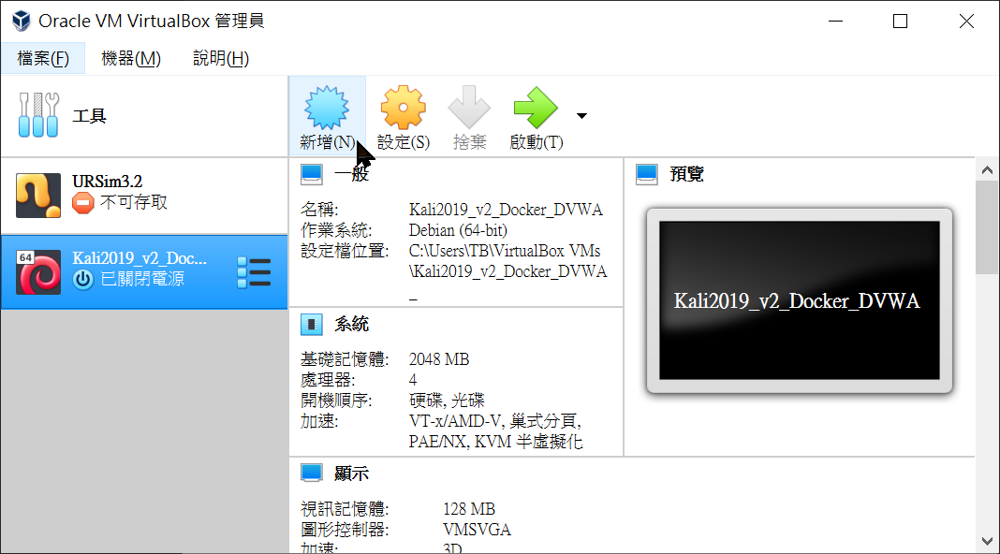 Oracle VM VirtualBox 管理員
檔案(F) 機器(M) 說明(H)
工具
新增(N) 設定(S) 捨棄 啟動(T)
URSim3.2
不可存取
64
Kali2019_v2_Doc...
已關閉電源
一般
名稱: Kali2019_v2_Docker_DVWA
作業系統: Debian (64-bit)
設定檔位置: C:\Users\TB\VirtualBox VMs
\Kali2019_v2_Docker_DVWA
_
預覽
Kali2019_v2_Docker_DVWA
系統
基礎記憶體: 2048 MB
處理器: 4
開機順序: 硬碟, 光碟
加速: VT-x/AMD-V, 巢式分頁,
PAE/NX, KVM 半虛擬化
顯示
視訊記憶體: 128 MB
圖形控制器: VMSVGA
加速: 3D